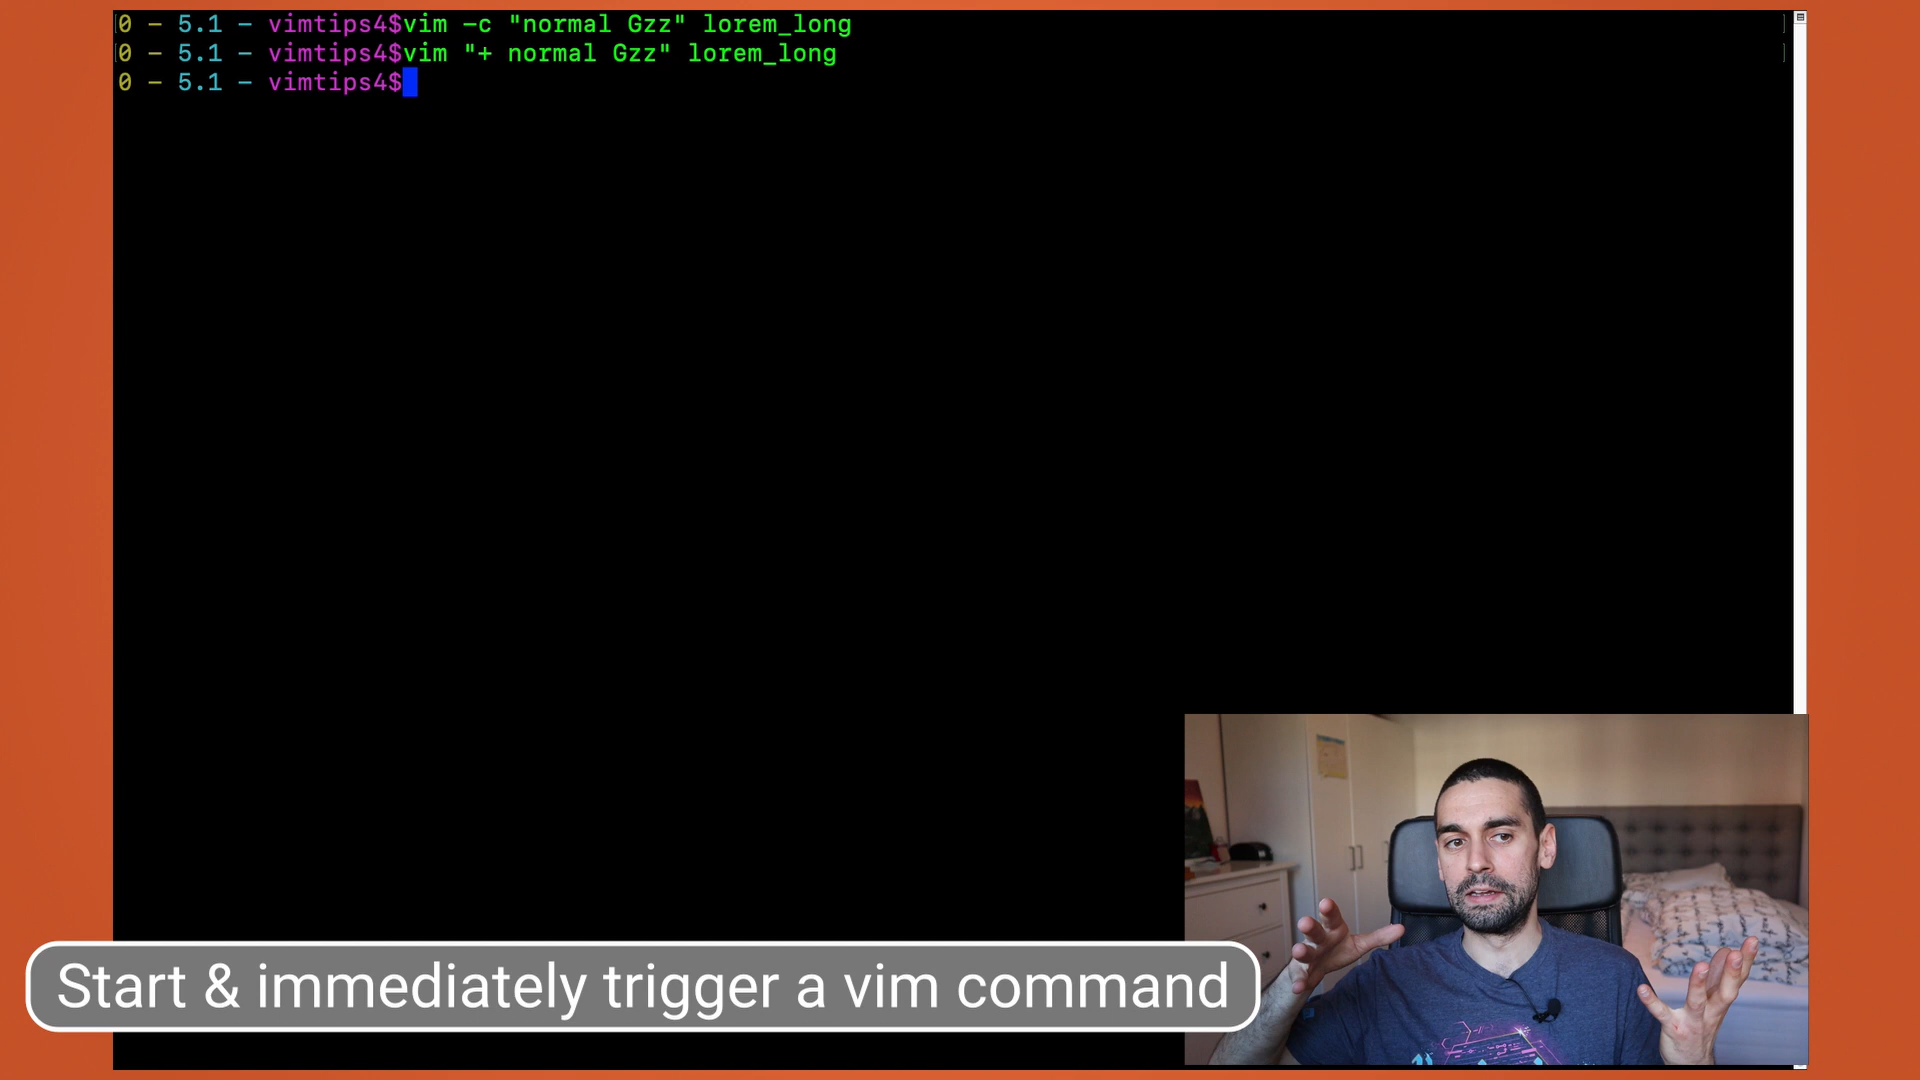 0 – 5.1 – vimtips4$vim –c "normal Gzz" lorem_long
0 – 5.1 – vimtips4$vim "+ normal Gzz" lorem_long
0 – 5.1 – vimtips4$
Start & immediately trigger a vim command